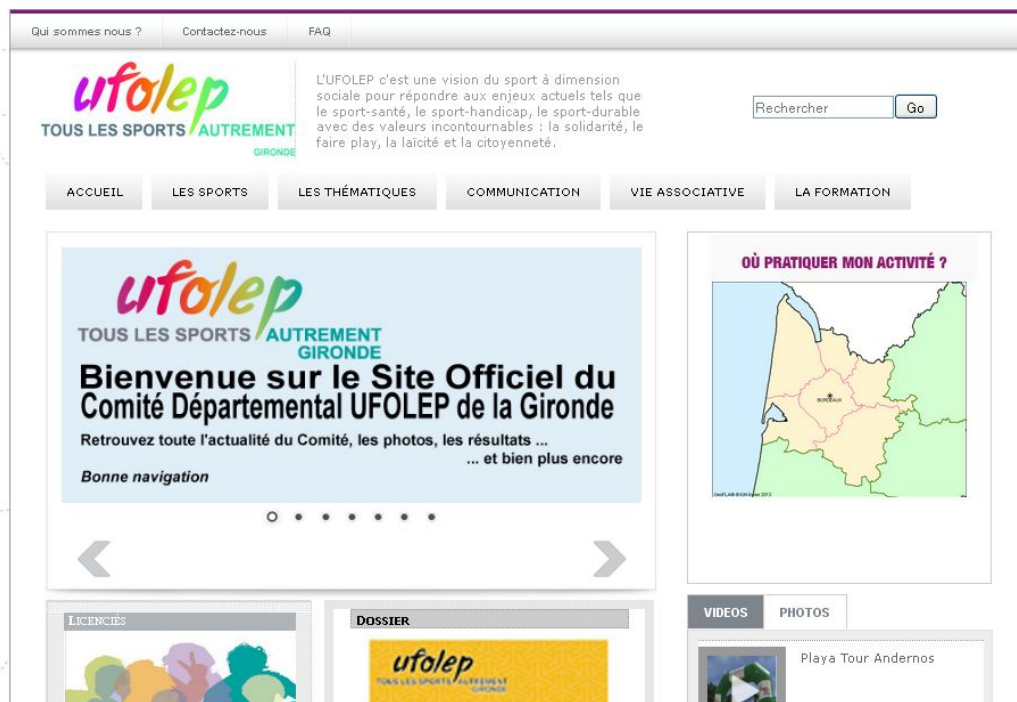 Qui sommes nous ?
Contactez-nous
FAQ
ufolep
TOUS LES SPORTS AUTREMENT
GIRONDE
L'UFOLEP c'est une vision du sport à dimension
sociale pour répondre aux enjeux actuels tels que
le sport-santé, le sport-handicap, le sport-durable
avec des valeurs incontournables : la solidarité, le
faire play, la laïcité et la citoyenneté.
Rechercher
Go
ACCUEIL
LES SPORTS
LES THÉMATIQUES
COMMUNICATION
VIE ASSOCIATIVE
LA FORMATION
ufolep
TOUS LES SPORTS AUTREMENT
GIRONDE
Bienvenue sur le Site Officiel du
Comité Départemental UFOLEP de la Gironde
Retrouvez toute l'actualité du Comité, les photos, les résultats ...
... et bien plus encore
Bonne navigation
OÙ PRATIQUER MON ACTIVITÉ ?
BORDEAUX
LICENCIÉS
DOSSIER
ufolep
TOUS LES SPORTS AUTREMENT
GIRONDE
VIDEOS
PHOTOS
Playa Tour Andernos